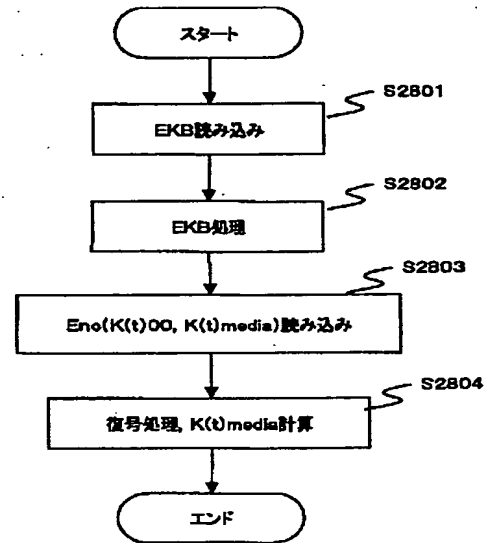 スタート
S2801
EKB読み込み
S2802
EKB処理
S2803
Enc(K(t)00, K(t)media)読み込み
S2804
復号処理, K(t)media計算
エンド